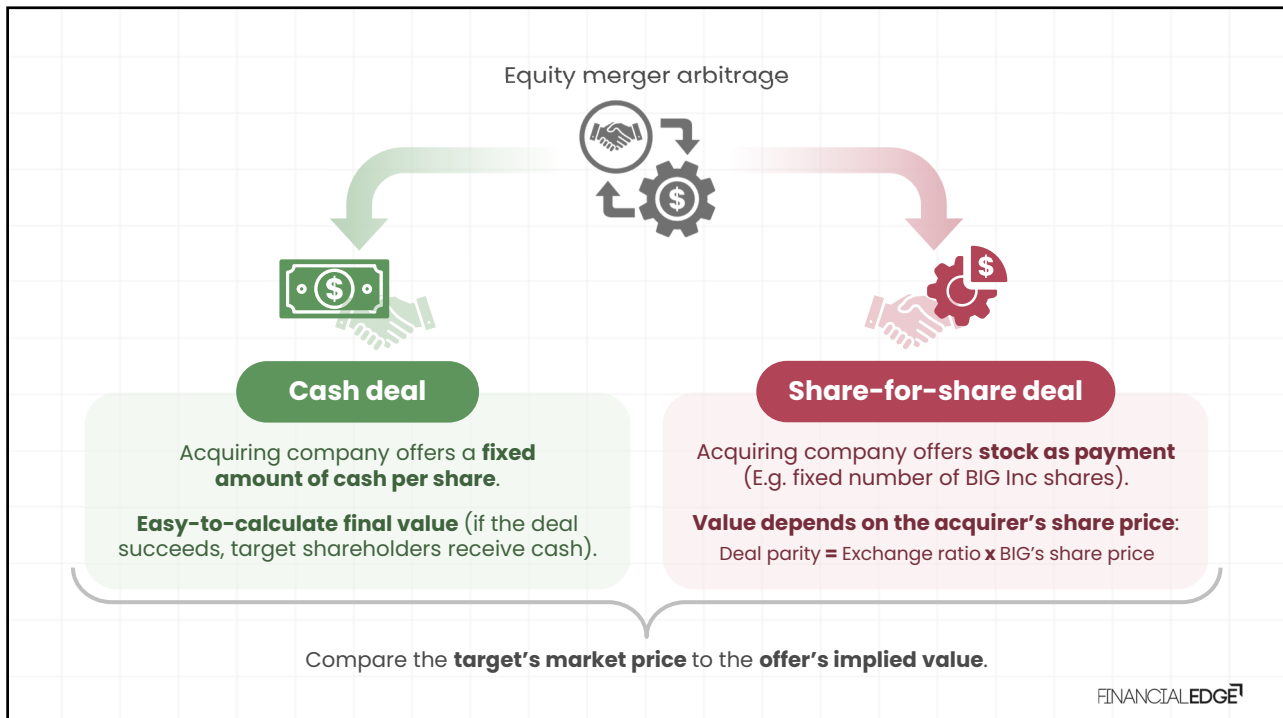 Equity merger arbitrage
$
$
$
Cash deal
Acquiring company offers a fixed
amount of cash per share.
Easy-to-calculate final value (if the deal
succeeds, target shareholders receive cash).
Share-for-share deal
Acquiring company offers stock as payment
(E.g. fixed number of BIG Inc shares).
Value depends on the acquirer’s share price:
Deal parity = Exchange ratio x BIG’s share price
Compare the target’s market price to the offer’s implied value.
FINANCIALEDGE